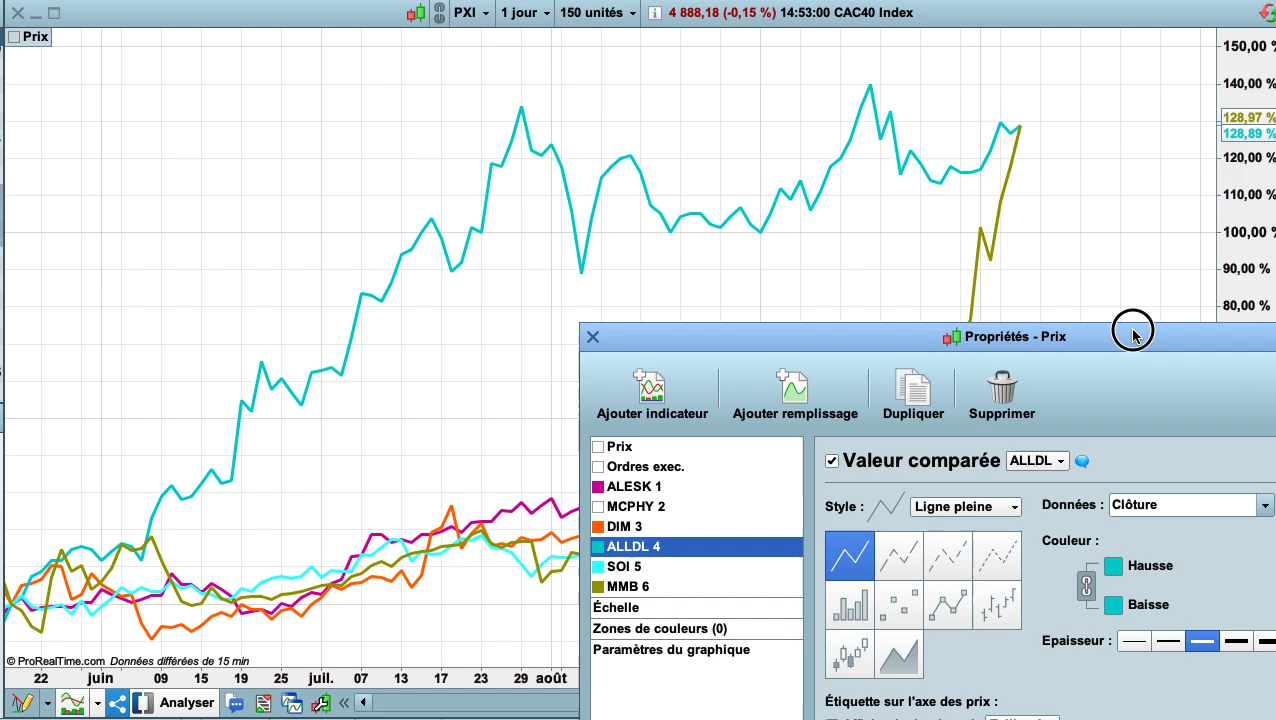 PXI 1 jour 150 unités 4 888,18 (-0,15 %) 14:53:00 CAC40 Index
Prix
150,00 %
140,00 %
128,97 %
128,89 %
120,00 %
110,00 %
100,00 %
90,00 %
80,00 %
Propriétés - Prix
Ajouter indicateur Ajouter remplissage Dupliquer Supprimer
Prix
Ordres exec.
ALESK 1
MCPHY 2
DIM 3
ALLDL 4
SOI 5
MMB 6
Échelle
Zones de couleurs (0)
Paramètres du graphique
Valeur comparée ALLDL
Style : Ligne pleine Données : Clôture
Couleur :
Hausse
Baisse
Epaisseur :
Étiquette sur l'axe des prix :
© ProRealTime.com Données différées de 15 min
22 juin 09 15 19 25 juil. 07 13 17 23 29 août
Analyser